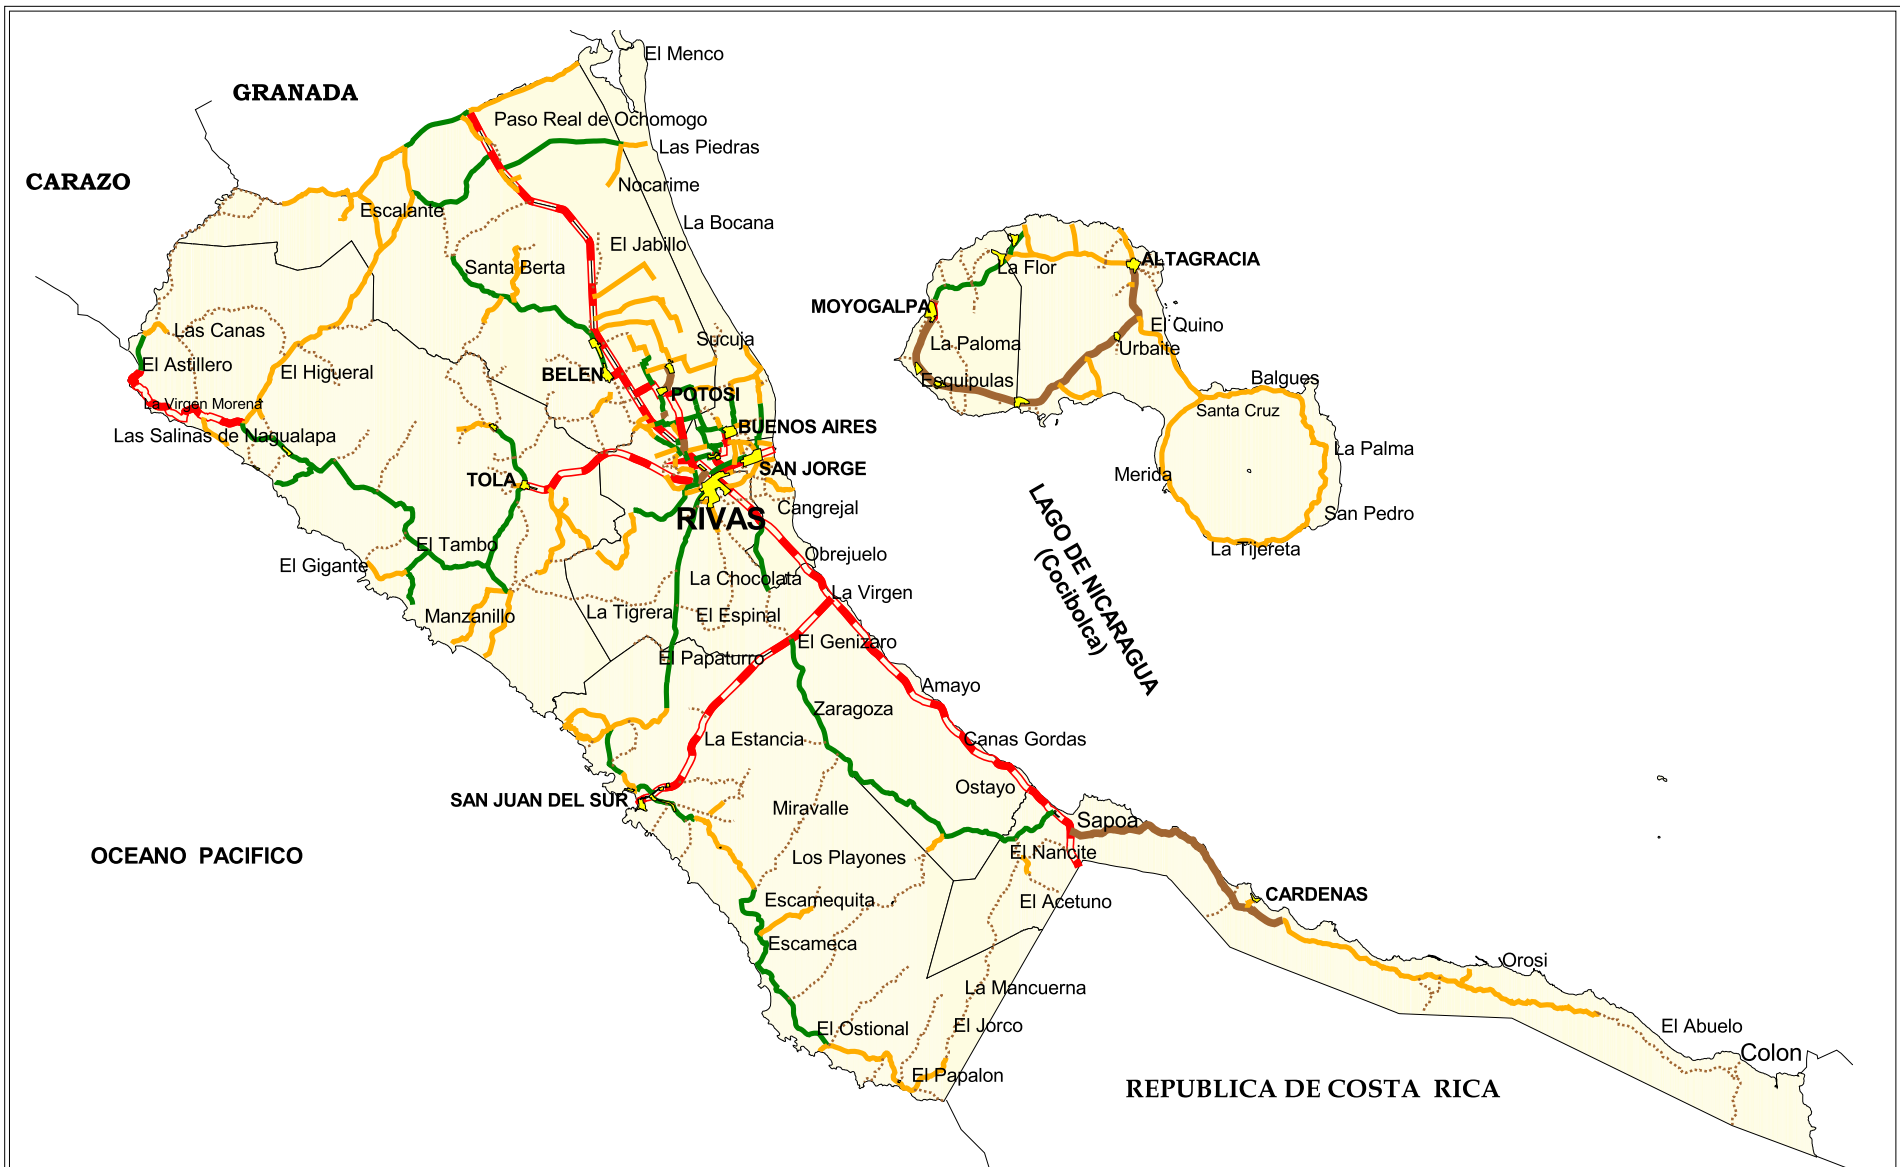 El Menco
GRANADA
Paso Real de Ochomogo
Las Piedras
CARAZO
Nocarime
Escalante
La Bocana
El Jabillo
Santa Berta
La Flor
ALTAGRACIA
MOYOGALPA
Las Canas
El Quino
Sucuja
La Paloma
Urbaite
El Astillero
El Higueral
BELEN
Esquipulas
Balgues
POTOSI
La Virgen Morena
Santa Cruz
BUENOS AIRES
Las Salinas de Nagualapa
La Palma
SAN JORGE
TOLA
Merida
RIVAS
Cangrejal
San Pedro
El Tambo
Obrejuelo
La Tijereta
El Gigante
La Chocolata
La Virgen
LAGO DE NICARAGUA
(Cocibolca)
Manzanillo
La Tigrera
El Espinal
El Genizaro
El Papaturro
Amayo
Zaragoza
La Estancia
Canas Gordas
Ostayo
SAN JUAN DEL SUR
Miravalle
Sapoa
OCEANO PACIFICO
Los Playones
El Nancite
Escamequita
El Acetuno
CARDENAS
Escameca
Orosi
La Mancuerna
El Ostional
El Jorco
El Abuelo
Colon
El Papalon
REPUBLICA DE COSTA RICA